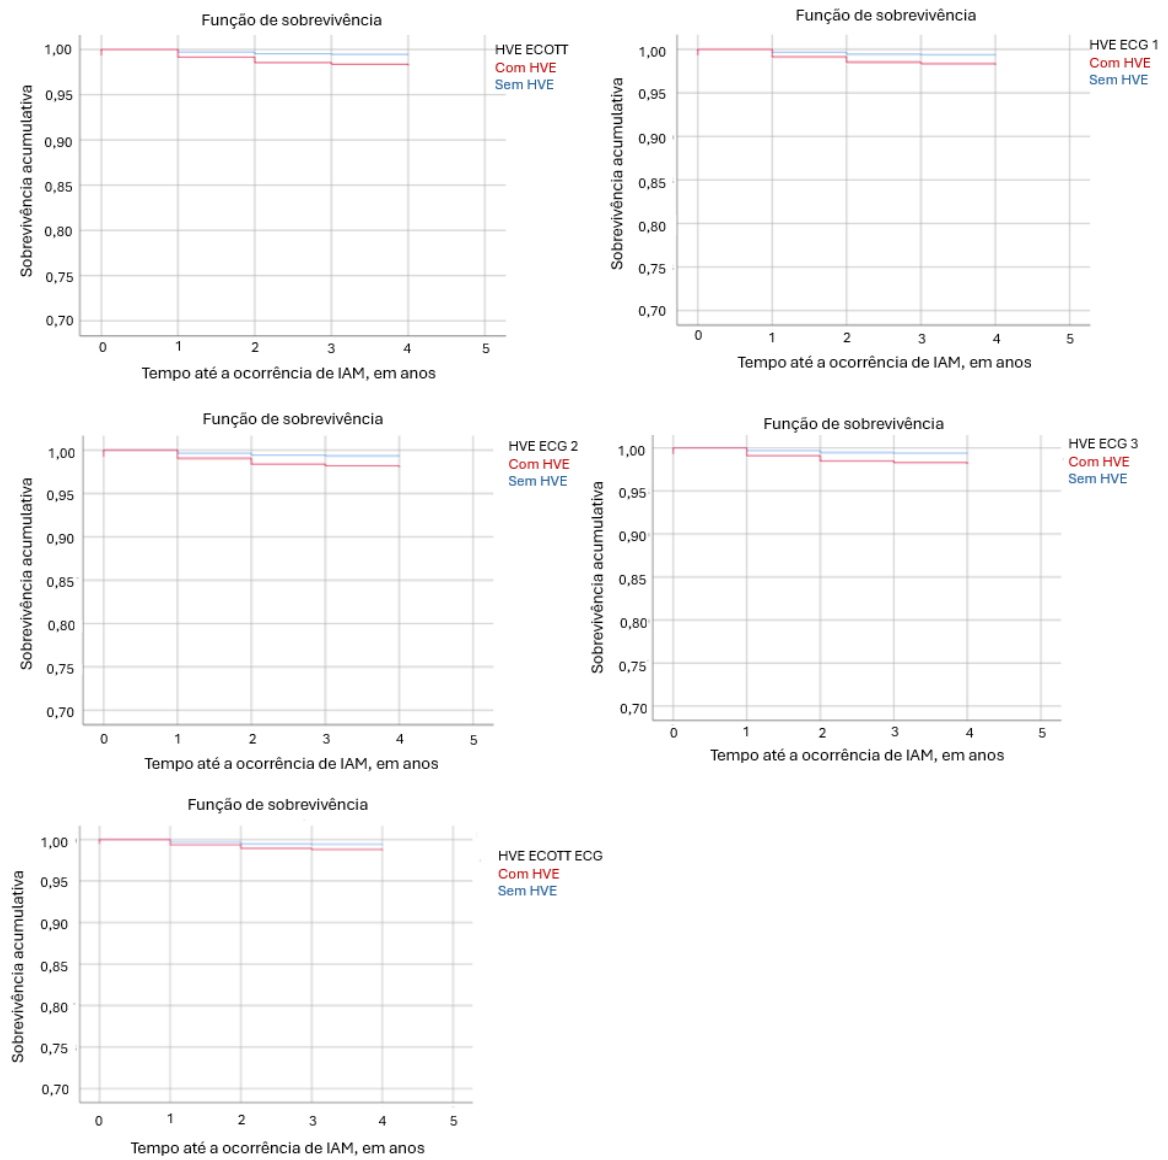 Função de sobrevivência
HVE ECOTT
Com HVE
Sem HVE
Sobrevivência acumulativa
1,00
0,95
0,90
0,85
0,80
0,75
0,70
0 1 2 3 4 5
Tempo até a ocorrência de IAM, em anos
Função de sobrevivência
HVE ECG 1
Com HVE
Sem HVE
Sobrevivência acumulativa
1,00
0,95
0,90
0,85
0,80
0,75
0,70
0 1 2 3 4 5
Tempo até a ocorrência de IAM, em anos
Função de sobrevivência
HVE ECG 2
Com HVE
Sem HVE
Sobrevivência acumulativa
1,00
0,95
0,90
0,85
0,80
0,75
0,70
0 1 2 3 4 5
Tempo até a ocorrência de IAM, em anos
Função de sobrevivência
HVE ECG 3
Com HVE
Sem HVE
Sobrevivência acumulativa
1,00
0,95
0,90
0,85
0,80
0,75
0,70
0 1 2 3 4 5
Tempo até a ocorrência de IAM, em anos
Função de sobrevivência
HVE ECOTT ECG
Com HVE
Sem HVE
Sobrevivência acumulativa
1,00
0,95
0,90
0,85
0,80
0,75
0,70
0 1 2 3 4 5
Tempo até a ocorrência de IAM, em anos